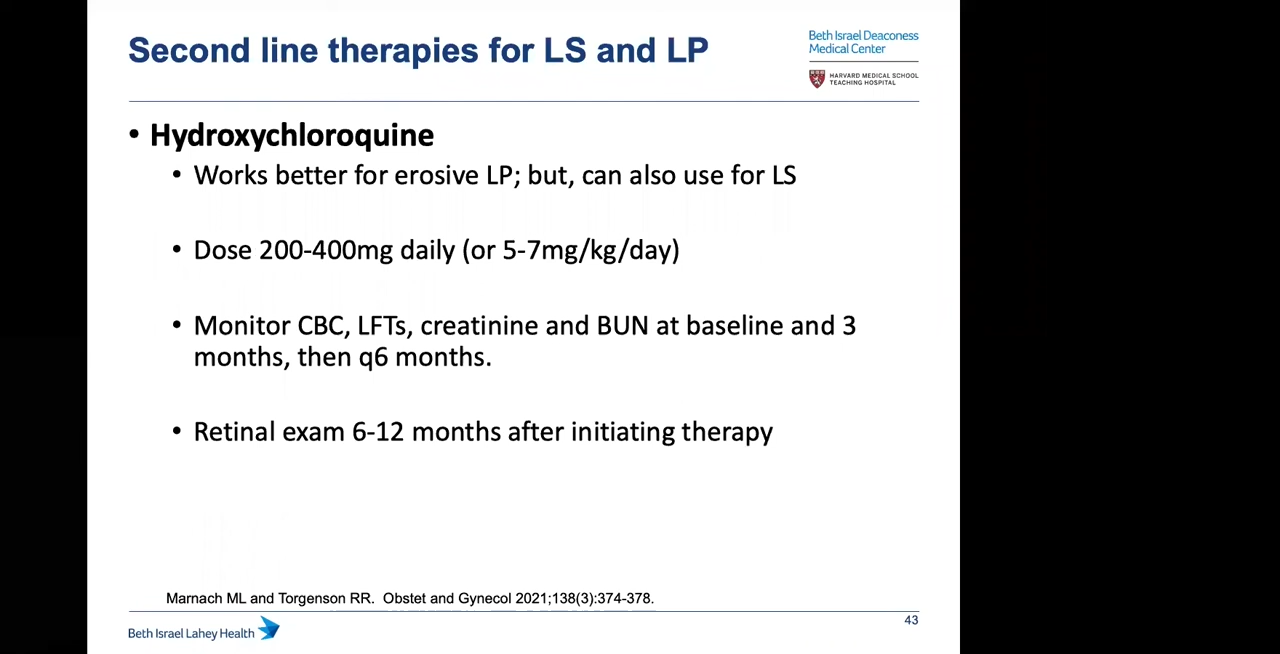 Second line therapies for LS and LP
Beth Israel Deaconess
Medical Center
HARVARD MEDICAL SCHOOL
TEACHING HOSPITAL
• Hydroxychloroquine
• Works better for erosive LP; but, can also use for LS
• Dose 200-400mg daily (or 5-7mg/kg/day)
• Monitor CBC, LFTs, creatinine and BUN at baseline and 3
months, then q6 months.
• Retinal exam 6-12 months after initiating therapy
Marnach ML and Torgenson RR. Obstet and Gynecol 2021;138(3):374-378.
43
Beth Israel Lahey Health